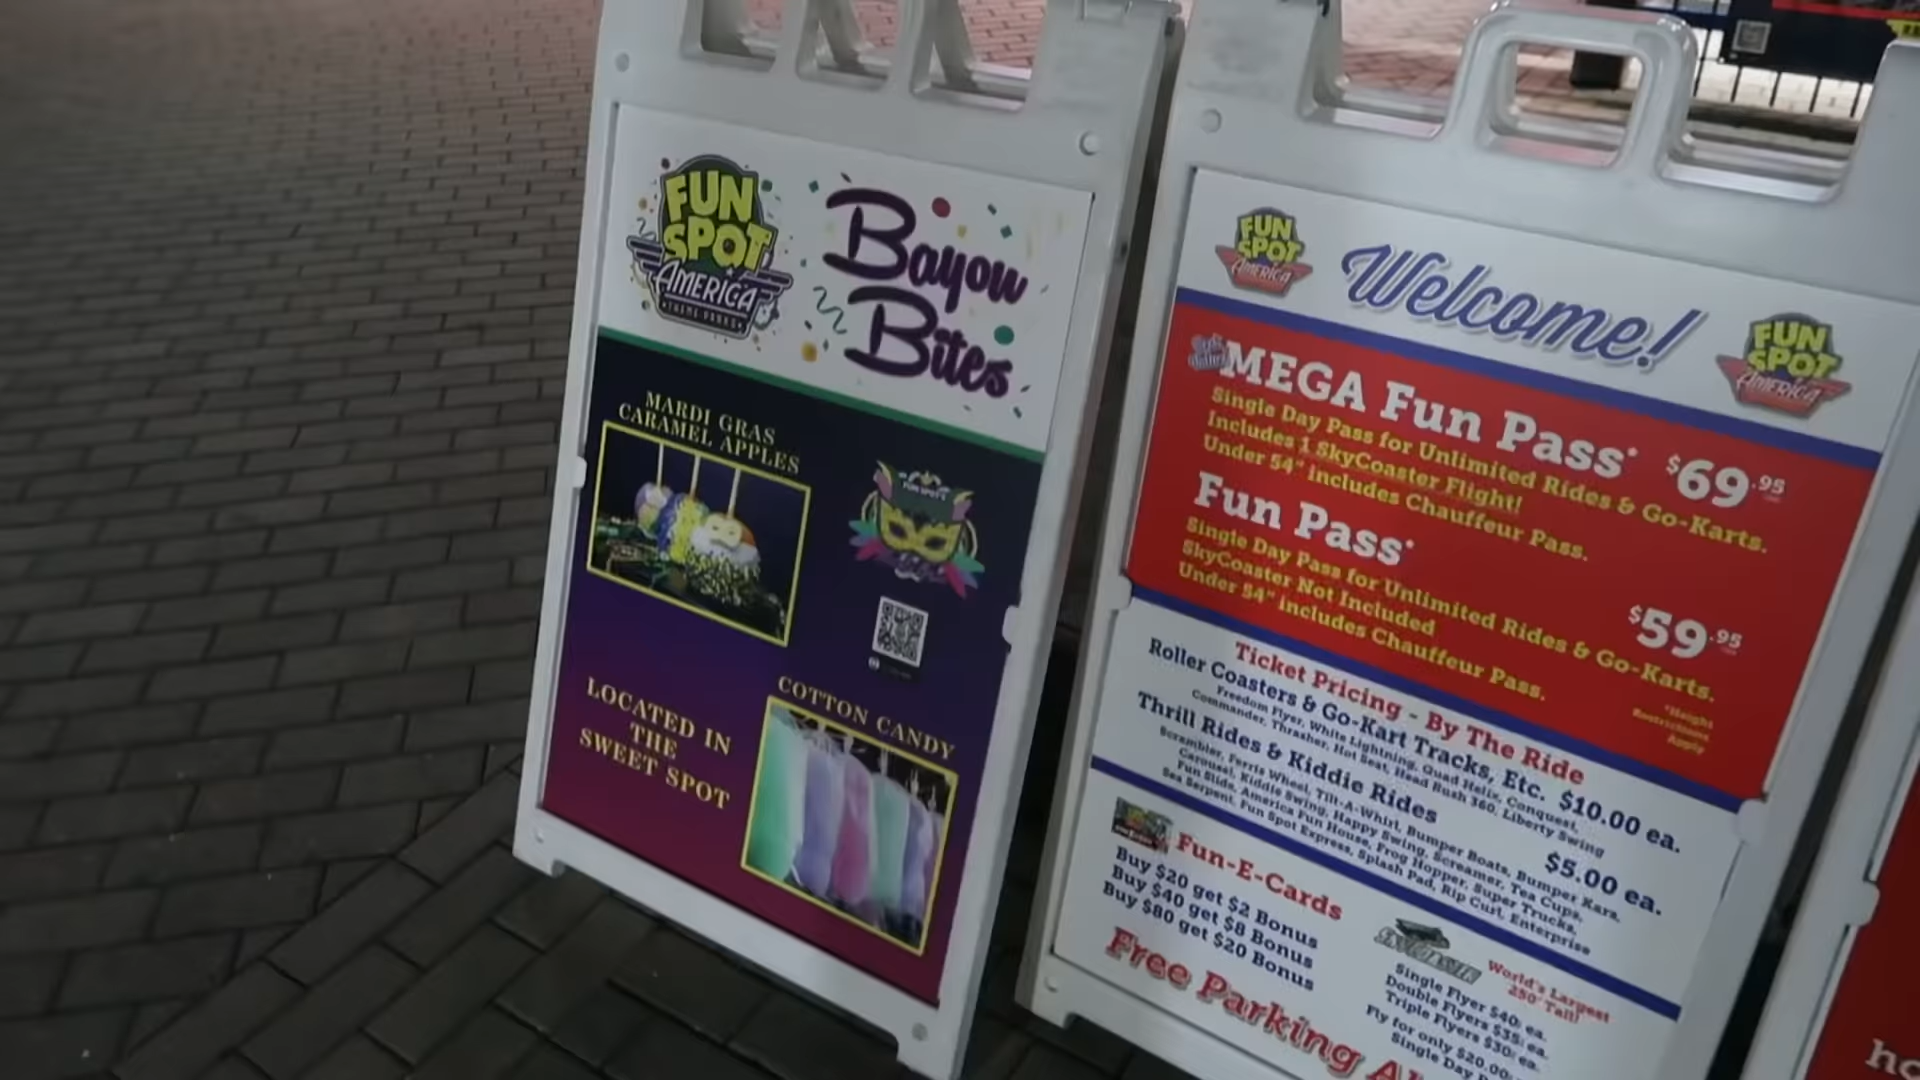 FUN
SPOT
AMERICA
THEME PARKS
Bayou
Bites
MARDI GRAS
CARAMEL APPLES
FUN SPOT'S
LOCATED IN
THE
SWEET SPOT
COTTON CANDY
FUN
SPOT
AMERICA
Welcome!
FUN
SPOT
AMERICA
MEGA Fun Pass* $69.95
Single Day Pass for Unlimited Rides & Go-Karts.
Includes 1 SkyCoaster Flight!
Under 54" includes Chauffeur Pass.
Fun Pass* $59.95
Single Day Pass for Unlimited Rides & Go-Karts.
SkyCoaster Not Included
Under 54" includes Chauffeur Pass.
*Height
Restrictions
Apply
Ticket Pricing - By The Ride
Roller Coasters & Go-Kart Tracks, Etc. $10.00 ea.
Freedom Flyer, White Lightning, Quad Helix, Conquest,
Commander, Thrasher, Hot Seat, Head Rush 360, Liberty Swing
Thrill Rides & Kiddie Rides $5.00 ea.
Scrambler, Ferris Wheel, Tilt-A-Whirl, Bumper Boats, Bumper Kars,
Carousel, Kiddie Swing, Happy Swing, Screamer, Tea Cups,
Fun Slide, America Fun House, Frog Hopper, Super Trucks,
Sea Serpent, Fun Spot Express, Splash Pad, Rip Curl, Enterprise
Fun-E-Cards
Buy $20 get $2 Bonus
Buy $40 get $8 Bonus
Buy $80 get $20 Bonus
World's Largest
250' Tall!
Single Flyer $40 ea.
Double Flyers $35 ea.
Triple Flyers $30 ea.
Fly for only $20.00
Single Day
Free Parking